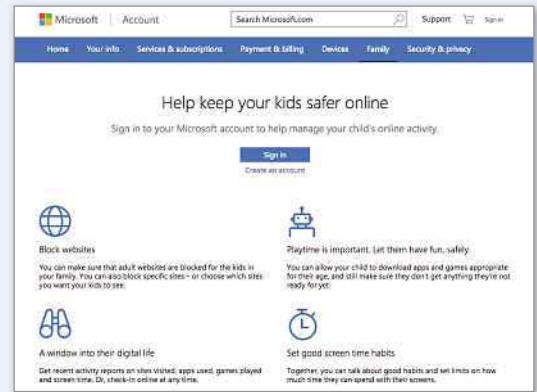 Microsoft Account Search Microsoft.com Support Sign in
Home Your info Services & subscriptions Payment & billing Devices Family Security & privacy
Help keep your kids safer online
Sign in to your Microsoft account to help manage your child's online activity.
Sign in
Create an account
Block websites
You can make sure that adult websites are blocked for the kids in
your family. You can also block specific sites – or choose which sites
you want your kids to see.
Playtime is important. Let them have fun, safely
You can allow your child to download apps and games appropriate
for their age, and still make sure they don't get anything they're not
ready for yet.
A window into their digital life
Get recent activity reports on sites visited, apps used, games played
and screen time. Or, check-in online at any time.
Set good screen time habits
Together, you can talk about good habits and set limits on how
much time they can spend with their screens.